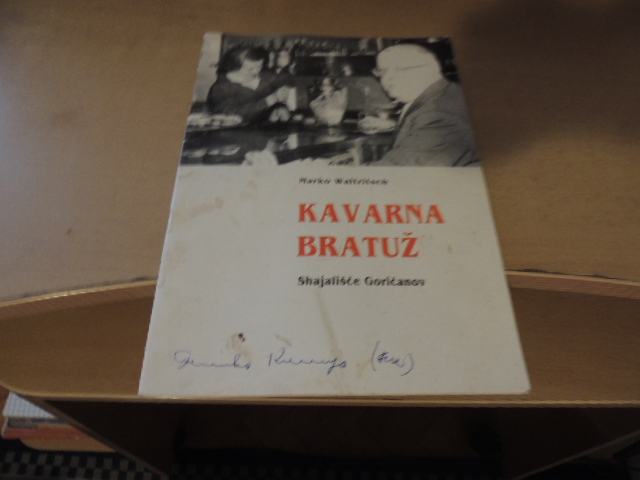 Marko Waltritsch
KAVARNA
BRATUŽ
Shajališče Goričanov